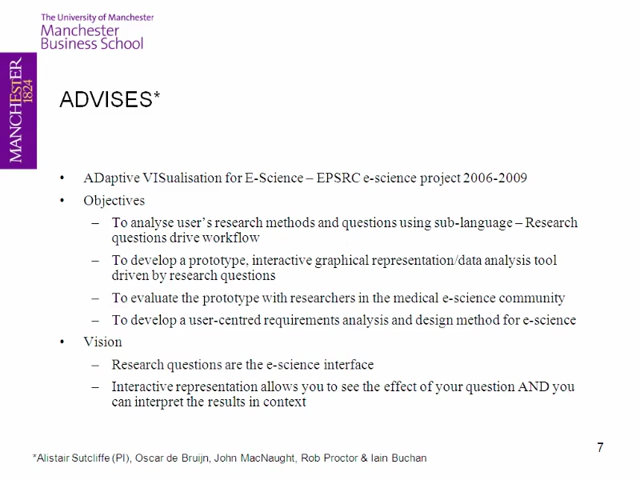 The University of Manchester
Manchester
Business School
MANCHESTER
1824
ADVISES*
• ADaptive VISualisation for E-Science – EPSRC e-science project 2006-2009
• Objectives
– To analyse user's research methods and questions using sub-language – Research
questions drive workflow
– To develop a prototype, interactive graphical representation/data analysis tool
driven by research questions
– To evaluate the prototype with researchers in the medical e-science community
– To develop a user-centred requirements analysis and design method for e-science
• Vision
– Research questions are the e-science interface
– Interactive representation allows you to see the effect of your question AND you
can interpret the results in context
7
*Alistair Sutcliffe (PI), Oscar de Bruijn, John MacNaught, Rob Proctor & Iain Buchan